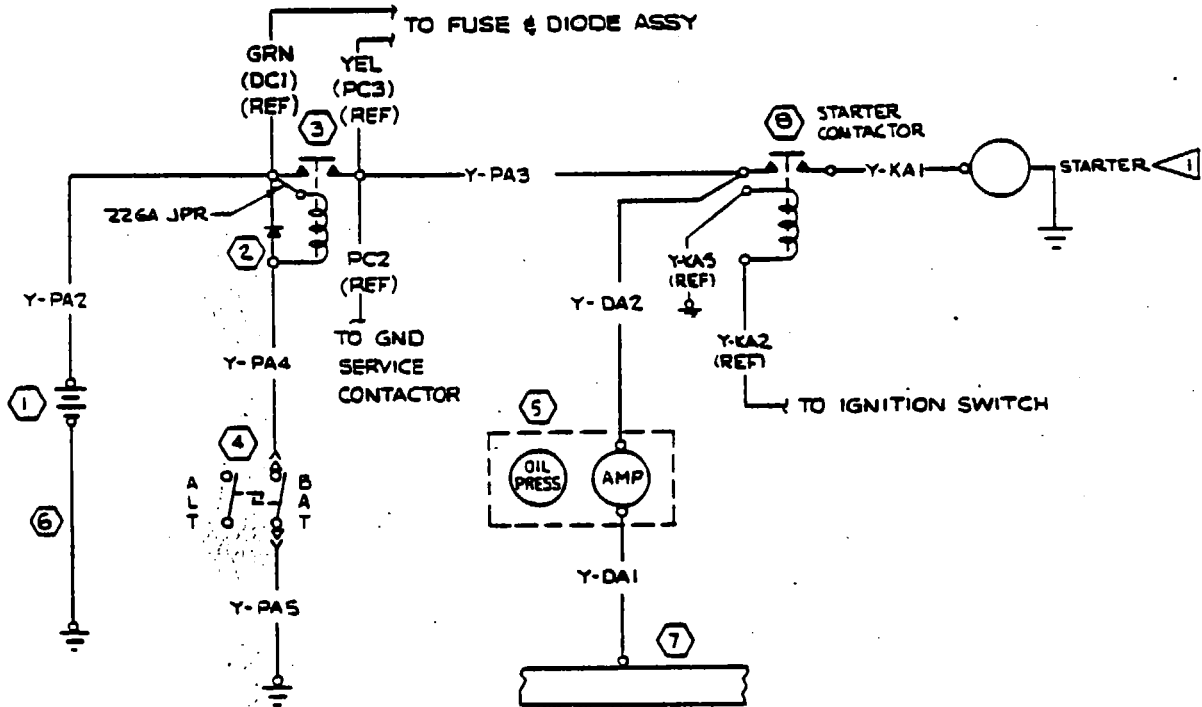 TO FUSE & DIODE ASSY
GRN
(DC1)
(REF)
YEL
(PC3)
(REF)
3
8
STARTER
CONTACTOR
Y-PA3
Y-KA1
STARTER
1
226A JPR
2
PC2
(REF)
Y-KA5
(REF)
Y-PA2
Y-DA2
TO GND
SERVICE
CONTACTOR
Y-KA2
(REF)
Y-PA4
1
5
TO IGNITION SWITCH
4
OIL
PRESS
AMP
ALT
BAT
6
Y-DA1
Y-PA5
7